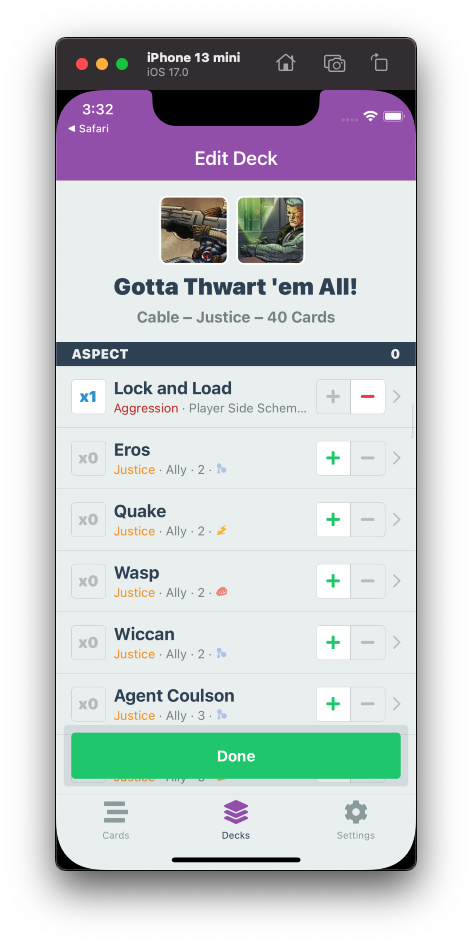 iPhone 13 mini
iOS 17.0
3:32
◀ Safari
Edit Deck
Gotta Thwart 'em All!
Cable – Justice – 40 Cards
ASPECT 0
x1 Lock and Load
Aggression · Player Side Schem...
x0 Eros
Justice · Ally · 2 ·
x0 Quake
Justice · Ally · 2 ·
x0 Wasp
Justice · Ally · 2 ·
x0 Wiccan
Justice · Ally · 2 ·
x0 Agent Coulson
Justice · Ally · 3 ·
Done
Justice · Ally · 3 ·
Cards Decks Settings